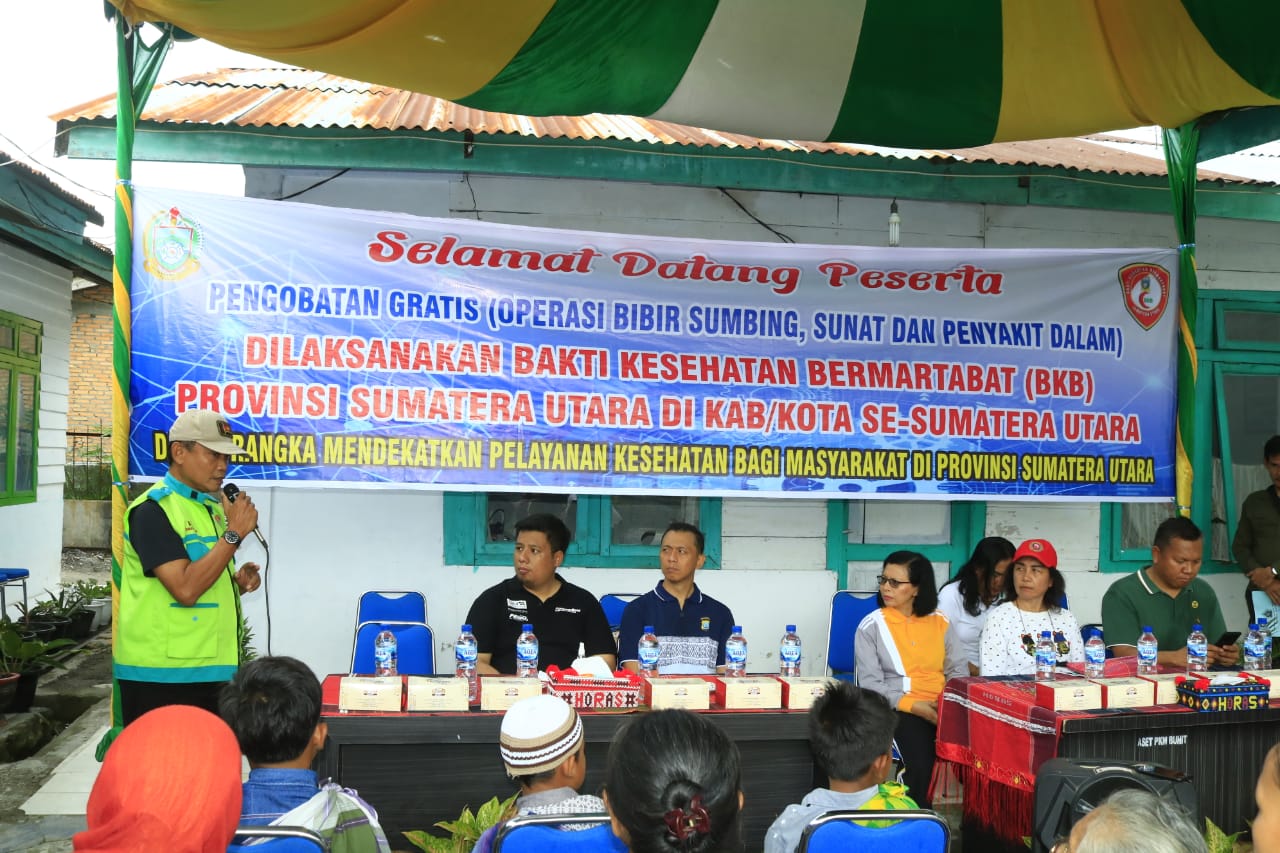 Selamat Datang Peserta
PENGOBATAN GRATIS (OPERASI BIBIR SUMBING, SUNAT DAN PENYAKIT DALAM)
DILAKSANAKAN BAKTI KESEHATAN BERMARTABAT (BKB)
PROVINSI SUMATERA UTARA DI KAB/KOTA SE-SUMATERA UTARA
RANGKA MENDEKATKAN PELAYANAN KESEHATAN BAGI MASYARAKAT DI PROVINSI SUMATERA UTARA
HORAS
HORAS
ASET PKM BUMIT